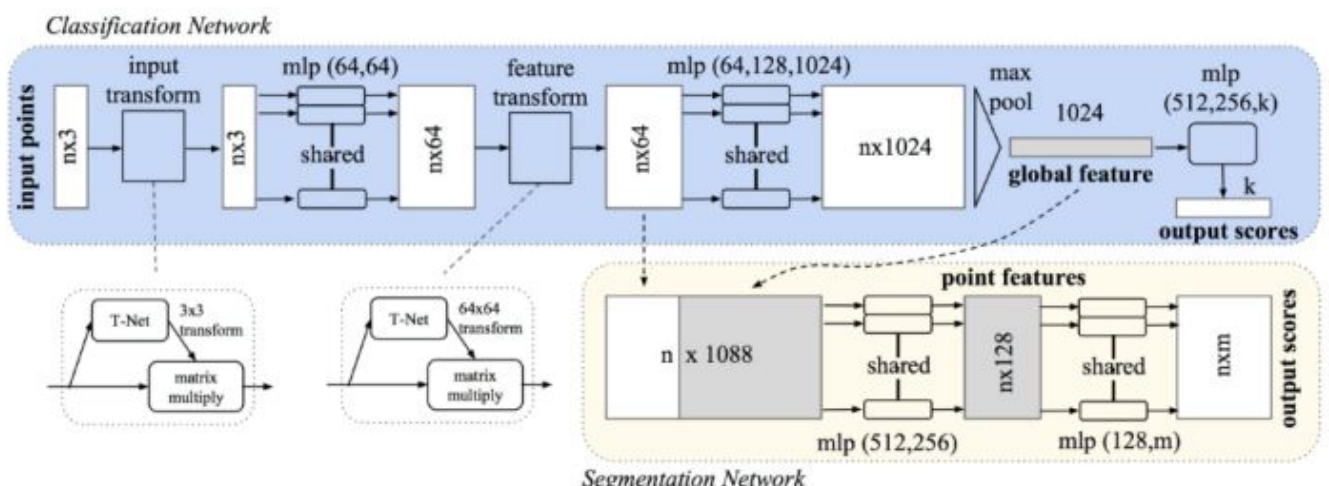 Classification Network
input points
nx3
input
transform
nx3
mlp (64,64)
shared
nx64
feature
transform
nx64
mlp (64,128,1024)
shared
nx1024
max
pool
1024
global feature
mlp
(512,256,k)
k
output scores
T-Net
3x3
transform
matrix
multiply
T-Net
64x64
transform
matrix
multiply
point features
n x 1088
shared
mlp (512,256)
nx128
shared
mlp (128,m)
nxm
output scores
Segmentation Network